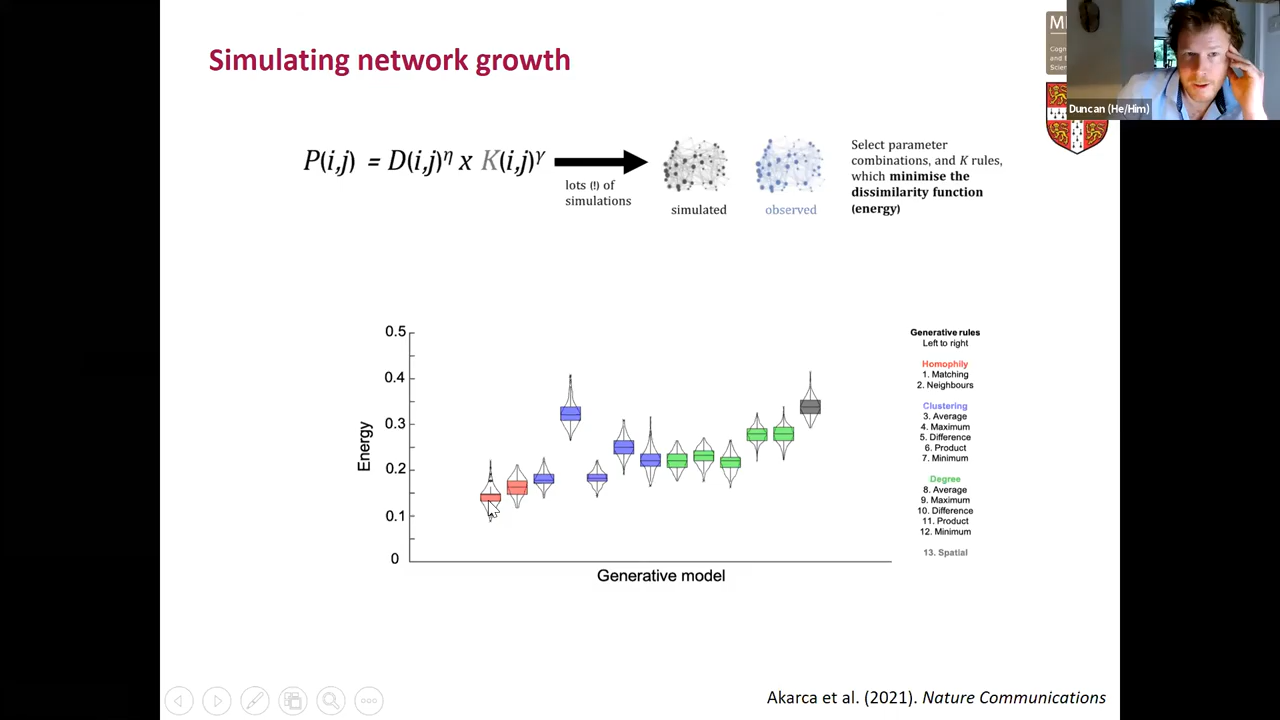 Simulating network growth
P(i,j) = D(i,j)^η x K(i,j)^γ
lots (!) of
simulations
simulated
observed
Select parameter
combinations, and K rules,
which minimise the
dissimilarity function
(energy)
Duncan (He/Him)
0.5
0.4
0.3
0.2
0.1
0
Energy
Generative model
Generative rules
Left to right
Homophily
1. Matching
2. Neighbours
Clustering
3. Average
4. Maximum
5. Difference
6. Product
7. Minimum
Degree
8. Average
9. Maximum
10. Difference
11. Product
12. Minimum
13. Spatial
Akarca et al. (2021). Nature Communications